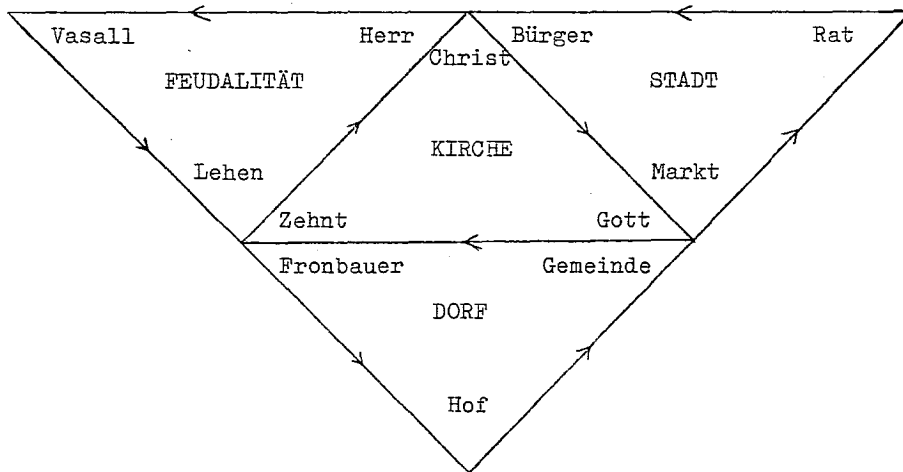 Vasall Herr Bürger Rat
Christ
FEUDALITÄT STADT
KIRCHE
Lehen Markt
Zehnt Gott
Fronbauer Gemeinde
DORF
Hof